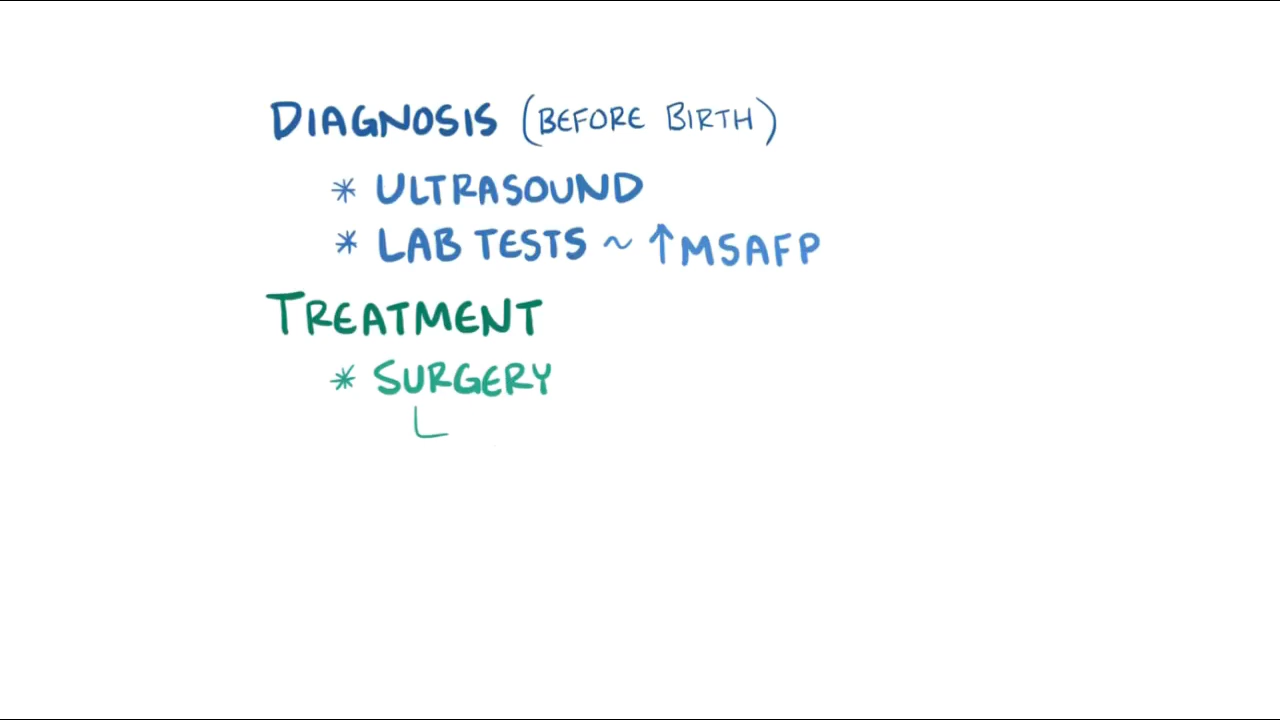 DIAGNOSIS (BEFORE BIRTH)
* ULTRASOUND
* LAB TESTS ~ ↑MSAFP
TREATMENT
* SURGERY